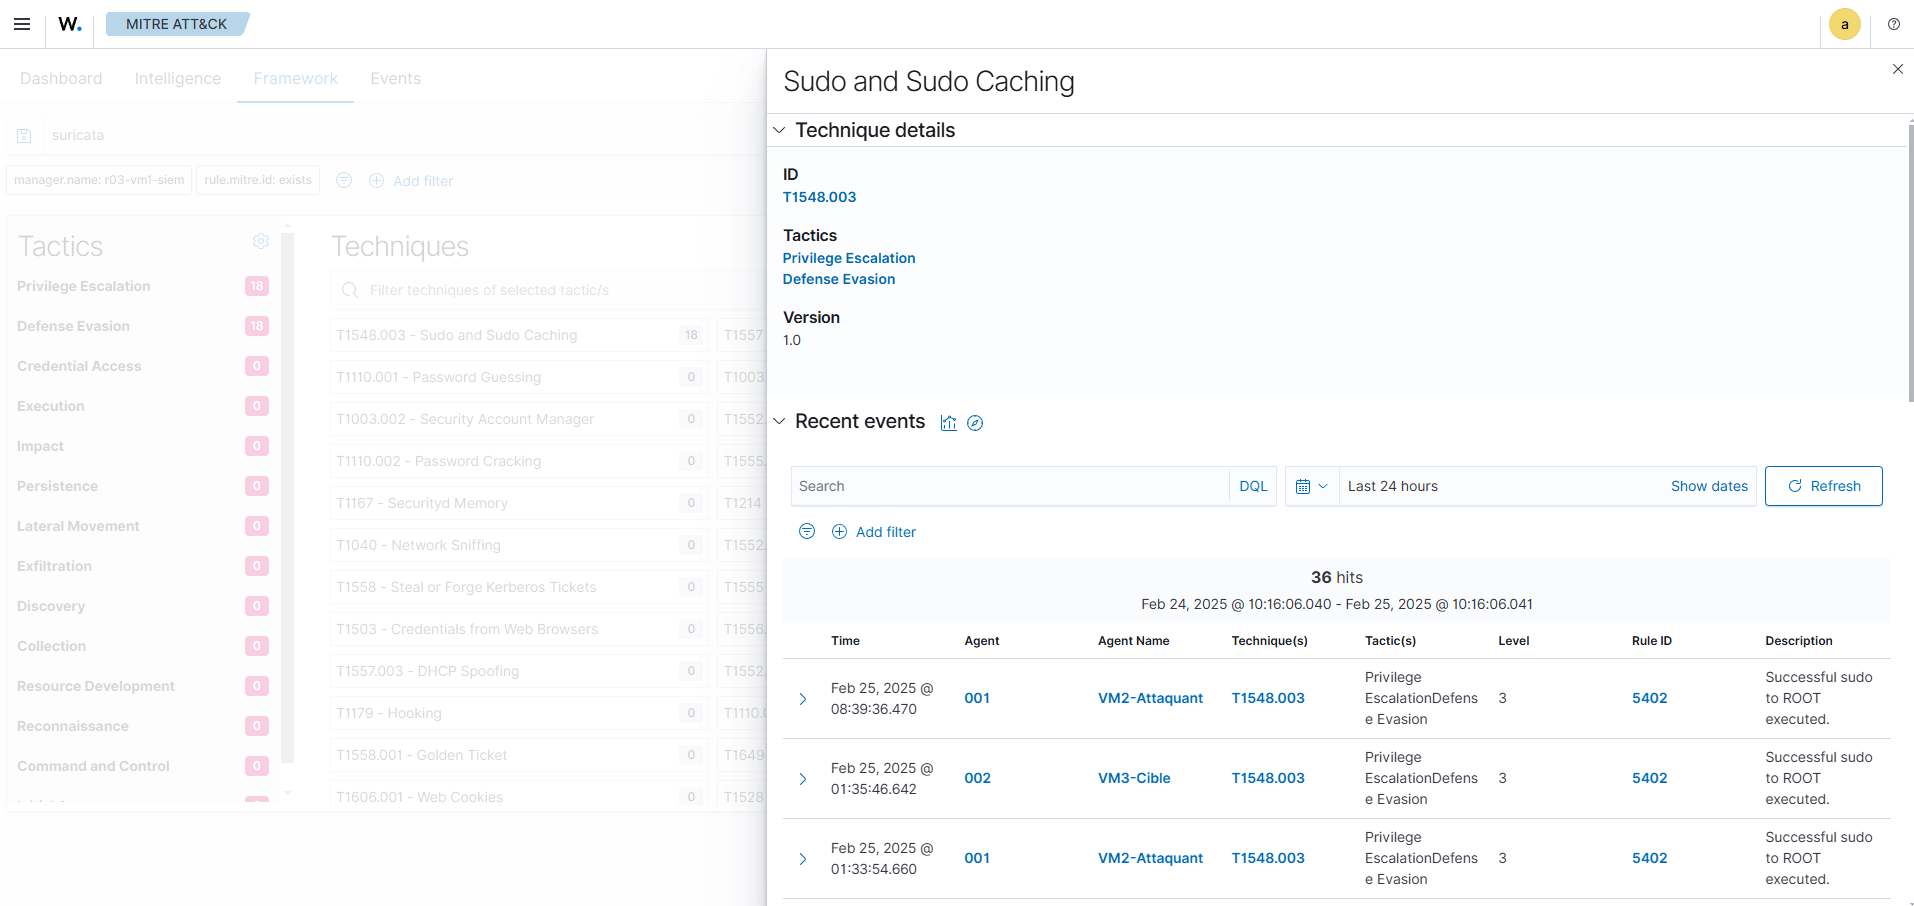 W.
MITRE ATT&CK
a
Dashboard
Intelligence
Framework
Events
suricata
manager.name: r03-vm1-siem
rule.mitre.id: exists
Add filter
Tactics
Privilege Escalation 18
Defense Evasion 18
Credential Access 0
Execution 0
Impact 0
Persistence 0
Lateral Movement 0
Exfiltration 0
Discovery 0
Collection 0
Resource Development 0
Reconnaissance 0
Command and Control 0
Techniques
Filter techniques of selected tactic/s
T1548.003 - Sudo and Sudo Caching 18 T1557
T1110.001 - Password Guessing 0 T1003
T1003.002 - Security Account Manager 0 T1552.
T1110.002 - Password Cracking 0 T1555.
T1167 - Securityd Memory 0 T1214
T1040 - Network Sniffing 0 T1552.
T1558 - Steal or Forge Kerberos Tickets 0 T1555
T1503 - Credentials from Web Browsers 0 T1556.
T1557.003 - DHCP Spoofing 0 T1552.
T1179 - Hooking 0 T1110.
T1558.001 - Golden Ticket 0 T1649
T1606.001 - Web Cookies 0 T1528
Sudo and Sudo Caching
Technique details
ID
T1548.003
Tactics
Privilege Escalation
Defense Evasion
Version
1.0
Recent events
Search
DQL
Last 24 hours
Show dates
Refresh
Add filter
36 hits
Feb 24, 2025 @ 10:16:06.040 - Feb 25, 2025 @ 10:16:06.041
Time Agent Agent Name Technique(s) Tactic(s) Level Rule ID Description
Feb 25, 2025 @
08:39:36.470
001
VM2-Attaquant
T1548.003
Privilege
EscalationDefens
e Evasion
3
5402
Successful sudo
to ROOT
executed.
Feb 25, 2025 @
01:35:46.642
002
VM3-Cible
T1548.003
Privilege
EscalationDefens
e Evasion
3
5402
Successful sudo
to ROOT
executed.
Feb 25, 2025 @
01:33:54.660
001
VM2-Attaquant
T1548.003
Privilege
EscalationDefens
e Evasion
3
5402
Successful sudo
to ROOT
executed.